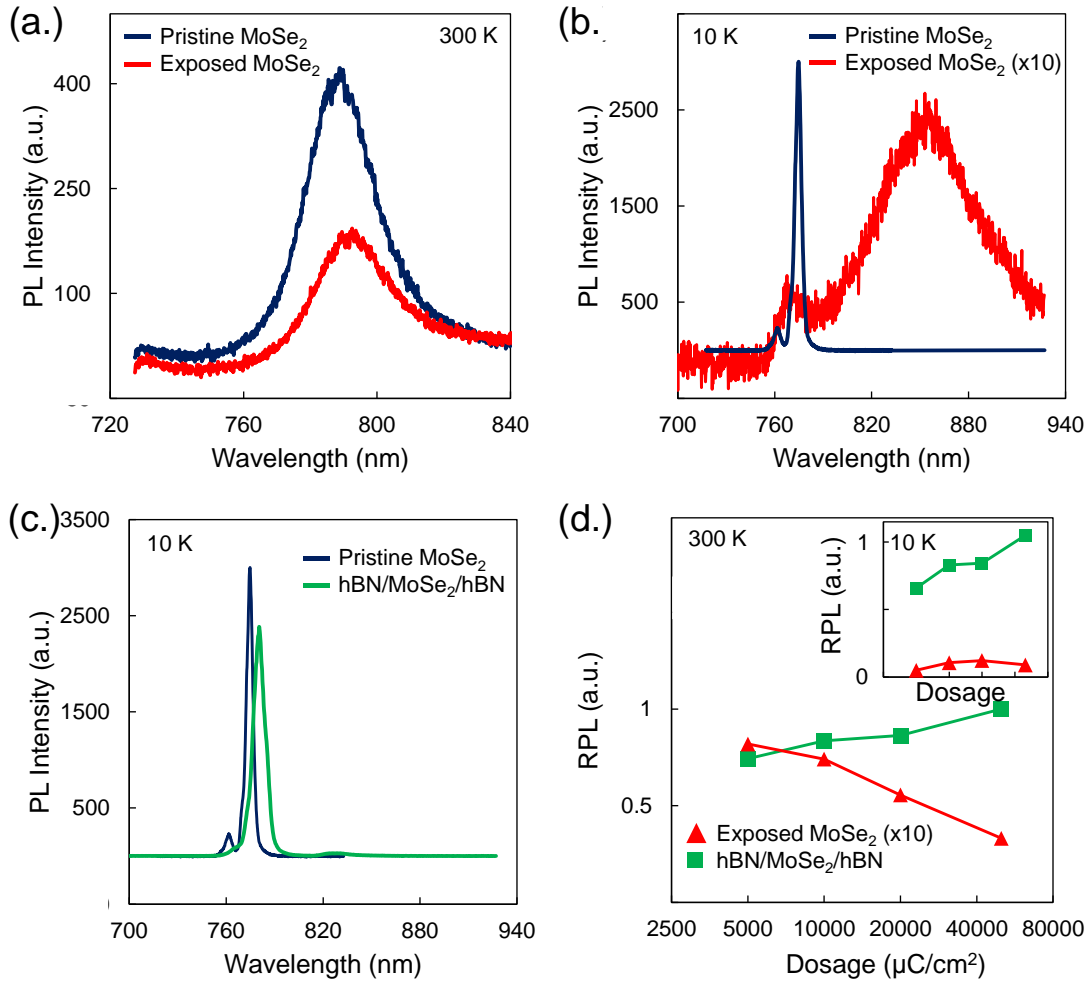 (a.)
Pristine MoSe₂
Exposed MoSe₂
300 K
400
250
100
PL Intensity (a.u.)
720 760 800 840
Wavelength (nm)
(b.)
10 K
Pristine MoSe₂
Exposed MoSe₂ (x10)
2500
1500
500
PL Intensity (a.u.)
700 760 820 880 940
Wavelength (nm)
(c.)
10 K
Pristine MoSe₂
hBN/MoSe₂/hBN
3500
2500
1500
500
0
PL Intensity (a.u.)
700 760 820 880 940
Wavelength (nm)
(d.)
300 K
10 K
1
0
RPL (a.u.)
Dosage
1
0.5
RPL (a.u.)
Exposed MoSe₂ (x10)
hBN/MoSe₂/hBN
2500 5000 10000 20000 40000 80000
Dosage (µC/cm²)